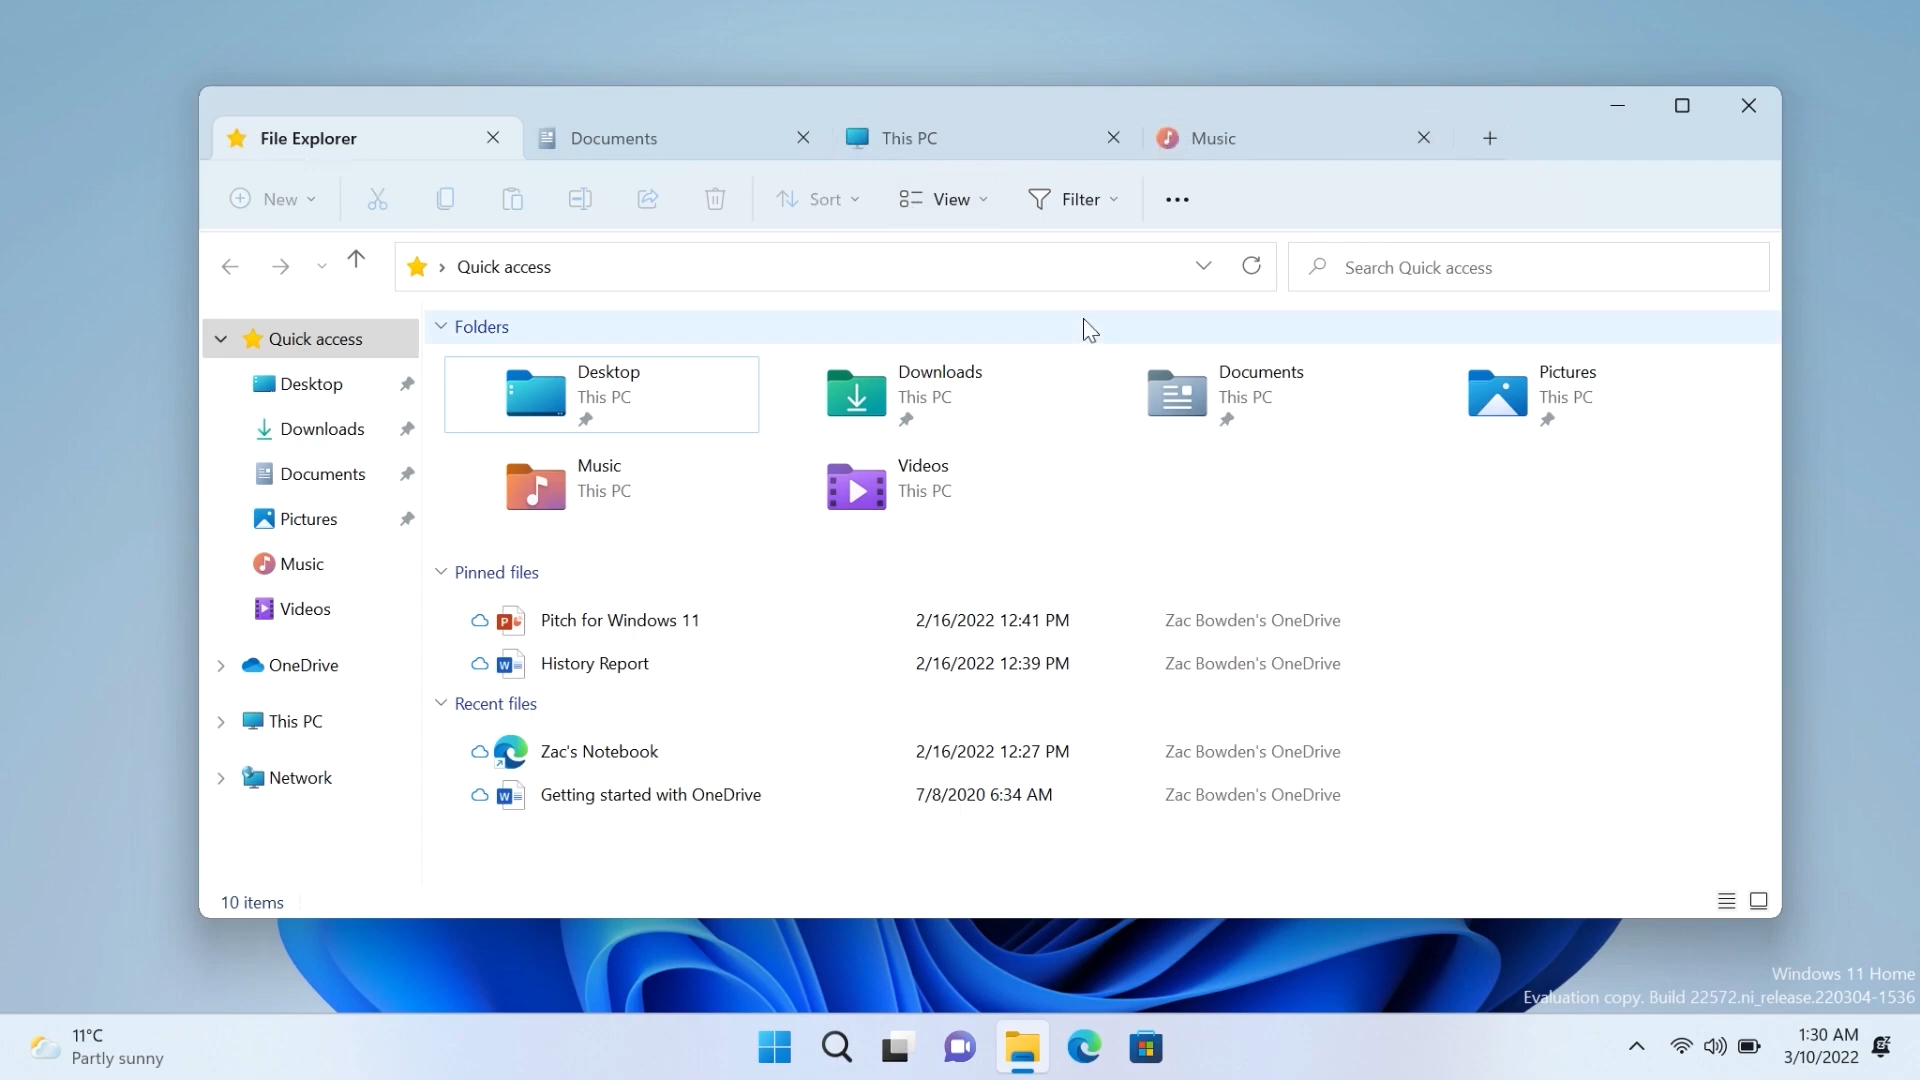 File Explorer
Documents
This PC
Music
New
Sort
View
Filter
Quick access
Search Quick access
Quick access
Desktop
Downloads
Documents
Pictures
Music
Videos
OneDrive
This PC
Network
Folders
Desktop
This PC
Downloads
This PC
Documents
This PC
Pictures
This PC
Music
This PC
Videos
This PC
Pinned files
Pitch for Windows 11 2/16/2022 12:41 PM Zac Bowden's OneDrive
History Report 2/16/2022 12:39 PM Zac Bowden's OneDrive
Recent files
Zac's Notebook 2/16/2022 12:27 PM Zac Bowden's OneDrive
Getting started with OneDrive 7/8/2020 6:34 AM Zac Bowden's OneDrive
10 items
Windows 11 Home
Evaluation copy. Build 22572.ni_release.220304-1536
11°C
Partly sunny
1:30 AM
3/10/2022